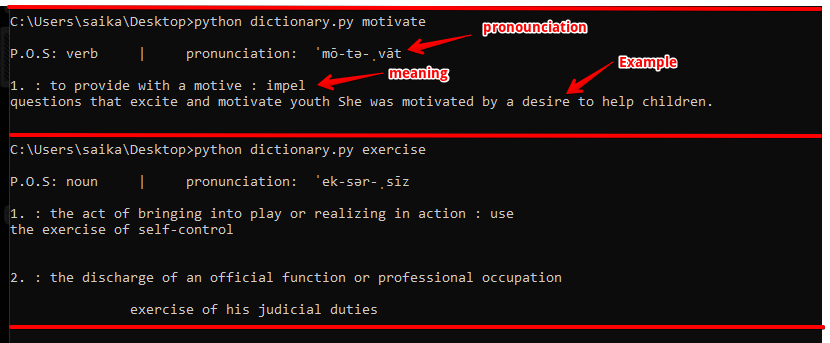 C:\Users\saika\Desktop>python dictionary.py motivate
pronounciation
P.O.S: verb | pronunciation: ˈmō-tə-ˌvāt
meaning
Example
1. : to provide with a motive : impel
questions that excite and motivate youth She was motivated by a desire to help children.
C:\Users\saika\Desktop>python dictionary.py exercise
P.O.S: noun | pronunciation: ˈek-sər-ˌsīz
1. : the act of bringing into play or realizing in action : use
the exercise of self-control
2. : the discharge of an official function or professional occupation
exercise of his judicial duties